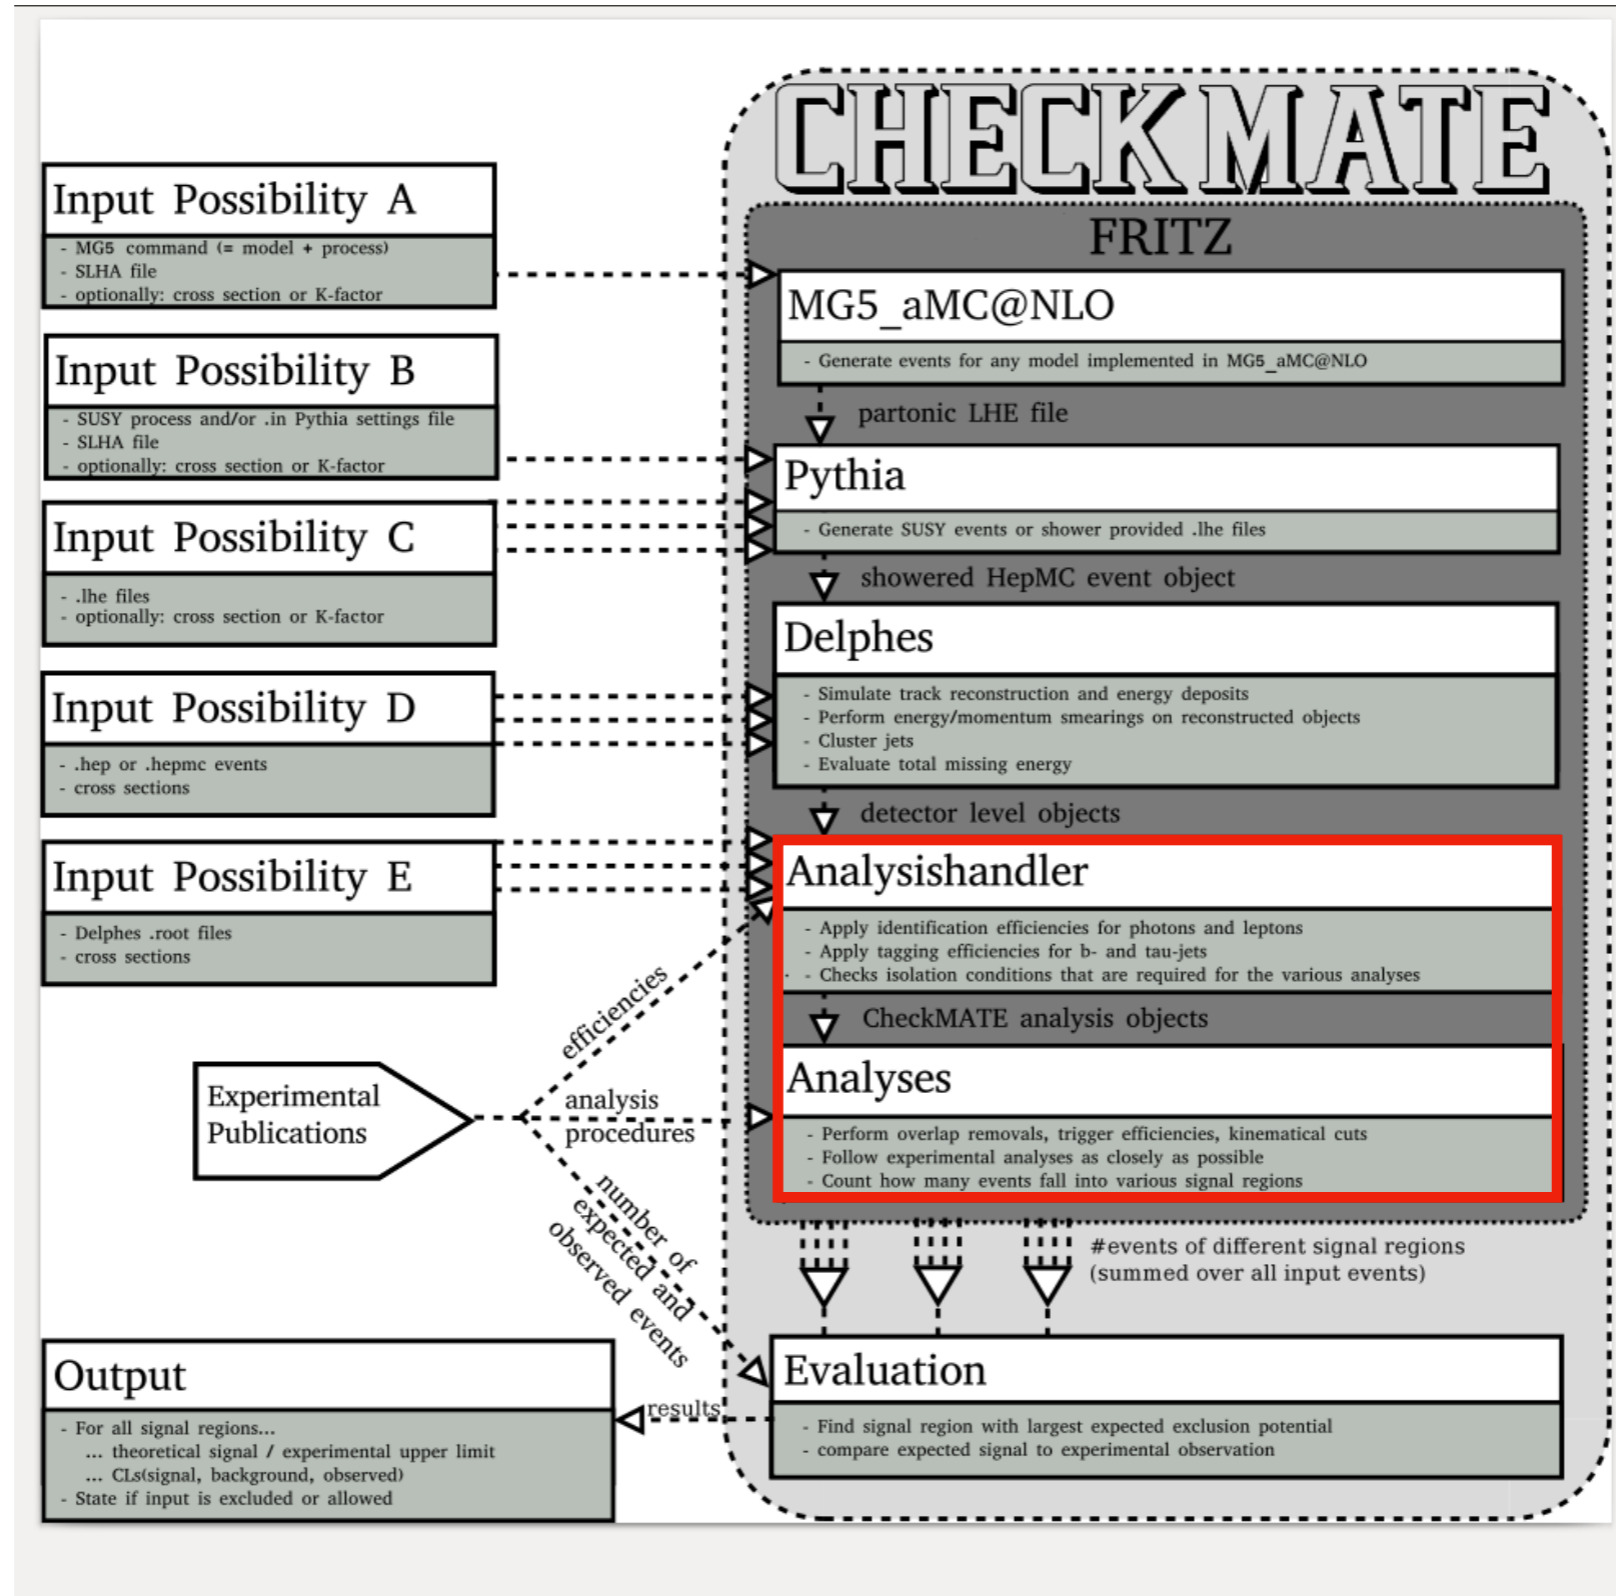 CHECKMATE
FRITZ
Input Possibility A
- MG5 command (= model + process)
- SLHA file
- optionally: cross section or K-factor
Input Possibility B
- SUSY process and/or .in Pythia settings file
- SLHA file
- optionally: cross section or K-factor
Input Possibility C
- .lhe files
- optionally: cross section or K-factor
Input Possibility D
- .hep or .hepmc events
- cross sections
Input Possibility E
- Delphes .root files
- cross sections
MG5_aMC@NLO
- Generate events for any model implemented in MG5_aMC@NLO
partonic LHE file
Pythia
- Generate SUSY events or shower provided .lhe files
showered HepMC event object
Delphes
- Simulate track reconstruction and energy deposits
- Perform energy/momentum smearings on reconstructed objects
- Cluster jets
- Evaluate total missing energy
detector level objects
Analysishandler
- Apply identification efficiencies for photons and leptons
- Apply tagging efficiencies for b- and tau-jets
- Checks isolation conditions that are required for the various analyses
CheckMATE analysis objects
Analyses
- Perform overlap removals, trigger efficiencies, kinematical cuts
- Follow experimental analyses as closely as possible
- Count how many events fall into various signal regions
Experimental
Publications
efficiencies
analysis
procedures
number of
expected and
observed events
#events of different signal regions
(summed over all input events)
Evaluation
- Find signal region with largest expected exclusion potential
- compare expected signal to experimental observation
results
Output
- For all signal regions...
... theoretical signal / experimental upper limit
... CLs(signal, background, observed)
- State if input is excluded or allowed